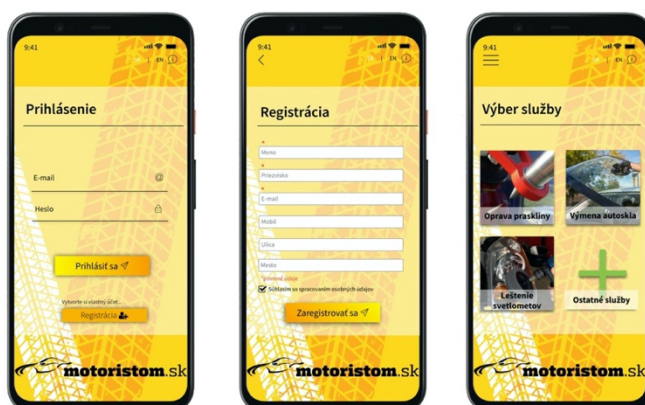 9:41
EN
Prihlásenie
E-mail
@
Heslo
Prihlásiť sa
Vytvorte si vlastný účet...
Registrácia
motoristom.sk
9:41
EN
Registrácia
*
Meno
*
Priezvisko
*
E-mail
Mobil
Ulica
Mesto
*povinné údaje
Súhlasím so spracovaním osobných údajov
Zaregistrovať sa
motoristom.sk
9:41
EN
Výber služby
Oprava praskliny
Výmena autoskla
Leštenie
svetlometov
Ostatné služby
motoristom.sk